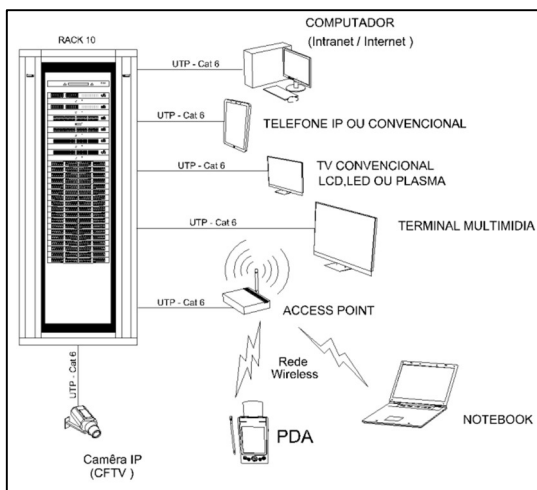 RACK 10
COMPUTADOR
(Intranet / Internet )
UTP - Cat 6
UTP - Cat 6
TELEFONE IP OU CONVENCIONAL
UTP - Cat 6
TV CONVENCIONAL
LCD,LED OU PLASMA
UTP - Cat 6
TERMINAL MULTIMIDIA
UTP - Cat 6
ACCESS POINT
UTP - Cat 6
Rede
Wireless
NOTEBOOK
PDA
Camêra IP
(CFTV )